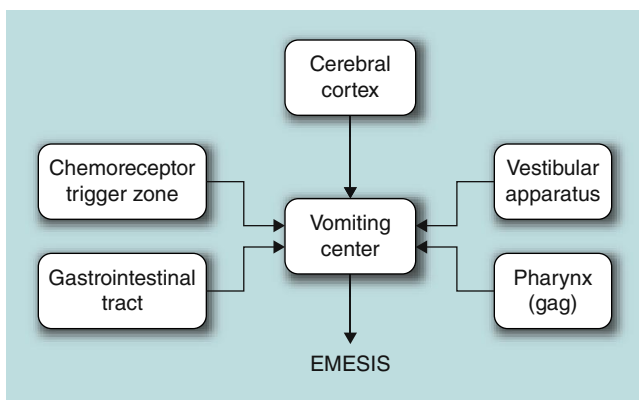 Cerebral
cortex
Chemoreceptor
trigger zone
Vestibular
apparatus
Vomiting
center
Gastrointestinal
tract
Pharynx
(gag)
EMESIS